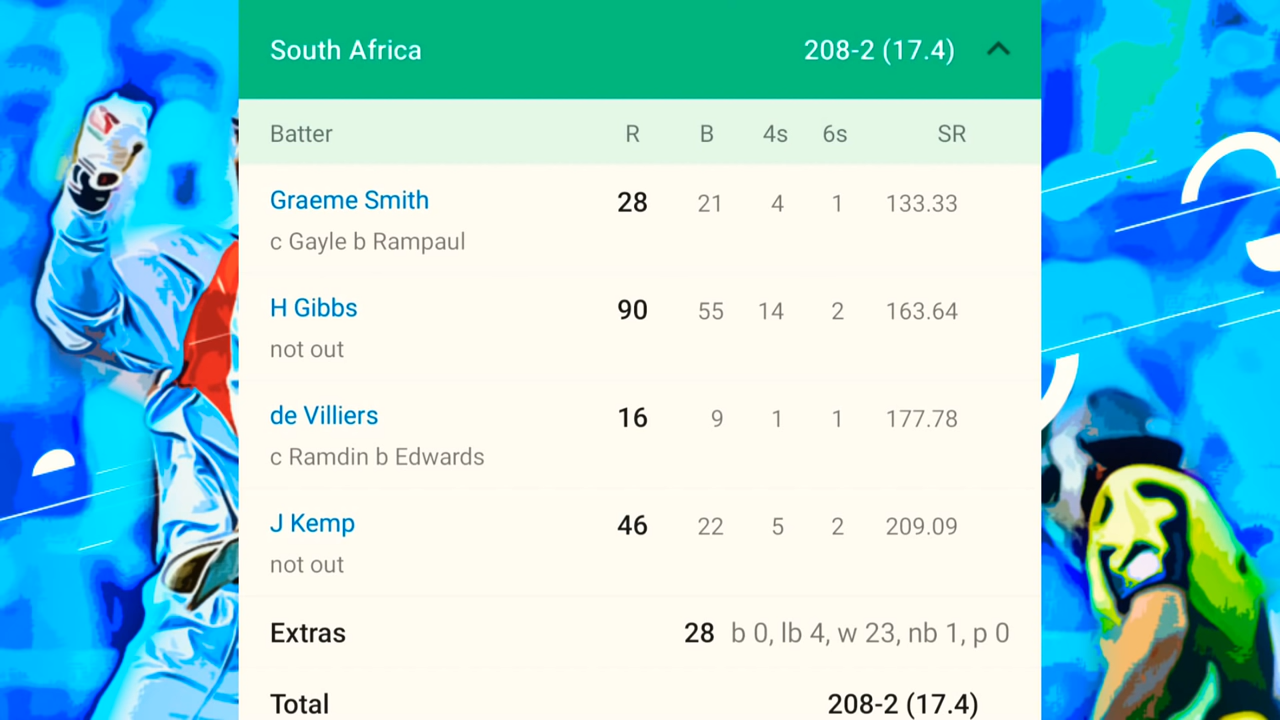 South Africa 208-2 (17.4)
Batter R B 4s 6s SR
Graeme Smith 28 21 4 1 133.33
c Gayle b Rampaul
H Gibbs 90 55 14 2 163.64
not out
de Villiers 16 9 1 1 177.78
c Ramdin b Edwards
J Kemp 46 22 5 2 209.09
not out
Extras 28 b 0, lb 4, w 23, nb 1, p 0
Total 208-2 (17.4)